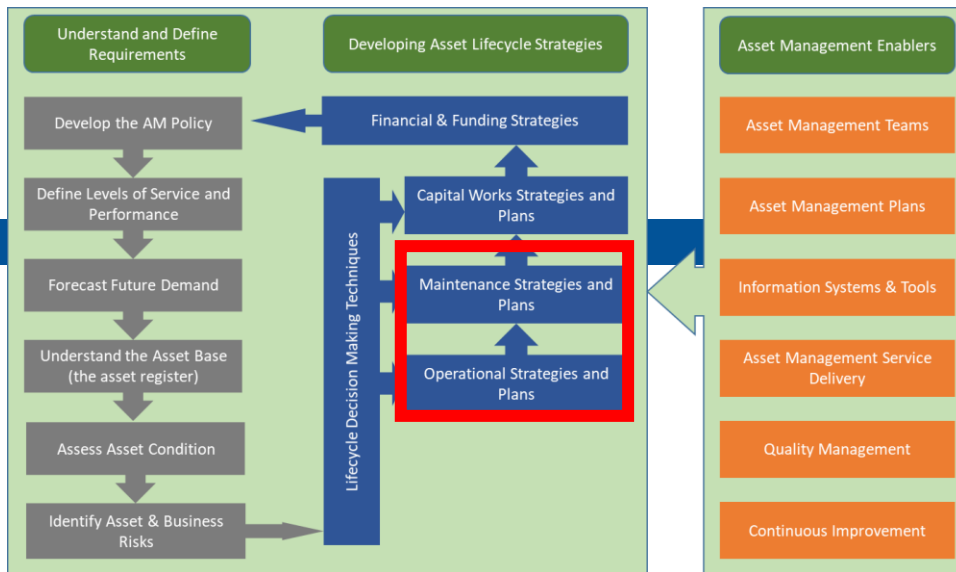 Understand and Define
Requirements
Develop the AM Policy
Define Levels of Service and
Performance
Forecast Future Demand
Understand the Asset Base
(the asset register)
Assess Asset Condition
Identify Asset & Business
Risks
Developing Asset Lifecycle Strategies
Financial & Funding Strategies
Lifecycle Decision Making Techniques
Capital Works Strategies and
Plans
Maintenance Strategies and
Plans
Operational Strategies and
Plans
Asset Management Enablers
Asset Management Teams
Asset Management Plans
Information Systems & Tools
Asset Management Service
Delivery
Quality Management
Continuous Improvement